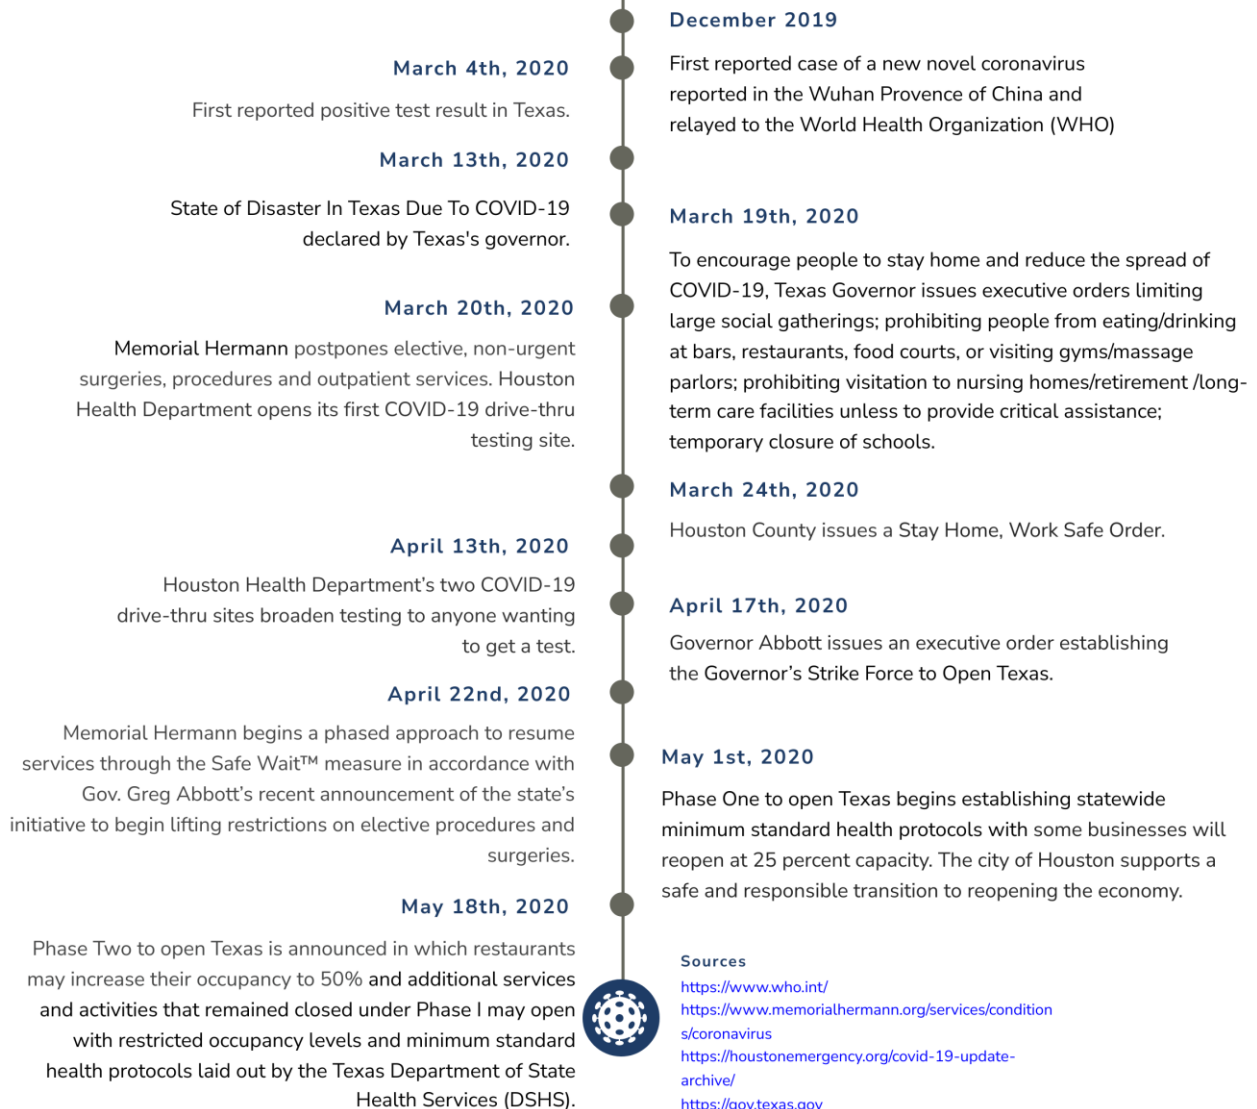 December 2019
First reported case of a new novel coronavirus
reported in the Wuhan Provence of China and
relayed to the World Health Organization (WHO)
March 4th, 2020
First reported positive test result in Texas.
March 13th, 2020
State of Disaster In Texas Due To COVID-19
declared by Texas's governor.
March 19th, 2020
To encourage people to stay home and reduce the spread of
COVID-19, Texas Governor issues executive orders limiting
large social gatherings; prohibiting people from eating/drinking
at bars, restaurants, food courts, or visiting gyms/massage
parlors; prohibiting visitation to nursing homes/retirement /long-
term care facilities unless to provide critical assistance;
temporary closure of schools.
March 20th, 2020
Memorial Hermann postpones elective, non-urgent
surgeries, procedures and outpatient services. Houston
Health Department opens its first COVID-19 drive-thru
testing site.
March 24th, 2020
Houston County issues a Stay Home, Work Safe Order.
April 13th, 2020
Houston Health Department’s two COVID-19
drive-thru sites broaden testing to anyone wanting
to get a test.
April 17th, 2020
Governor Abbott issues an executive order establishing
the Governor’s Strike Force to Open Texas.
April 22nd, 2020
Memorial Hermann begins a phased approach to resume
services through the Safe Wait™ measure in accordance with
Gov. Greg Abbott’s recent announcement of the state’s
initiative to begin lifting restrictions on elective procedures and
surgeries.
May 1st, 2020
Phase One to open Texas begins establishing statewide
minimum standard health protocols with some businesses will
reopen at 25 percent capacity. The city of Houston supports a
safe and responsible transition to reopening the economy.
May 18th, 2020
Phase Two to open Texas is announced in which restaurants
may increase their occupancy to 50% and additional services
and activities that remained closed under Phase I may open
with restricted occupancy levels and minimum standard
health protocols laid out by the Texas Department of State
Health Services (DSHS).
Sources
https://www.who.int/
https://www.memorialhermann.org/services/condition
s/coronavirus
https://houstonemergency.org/covid-19-update-
archive/
https://gov.texas.gov